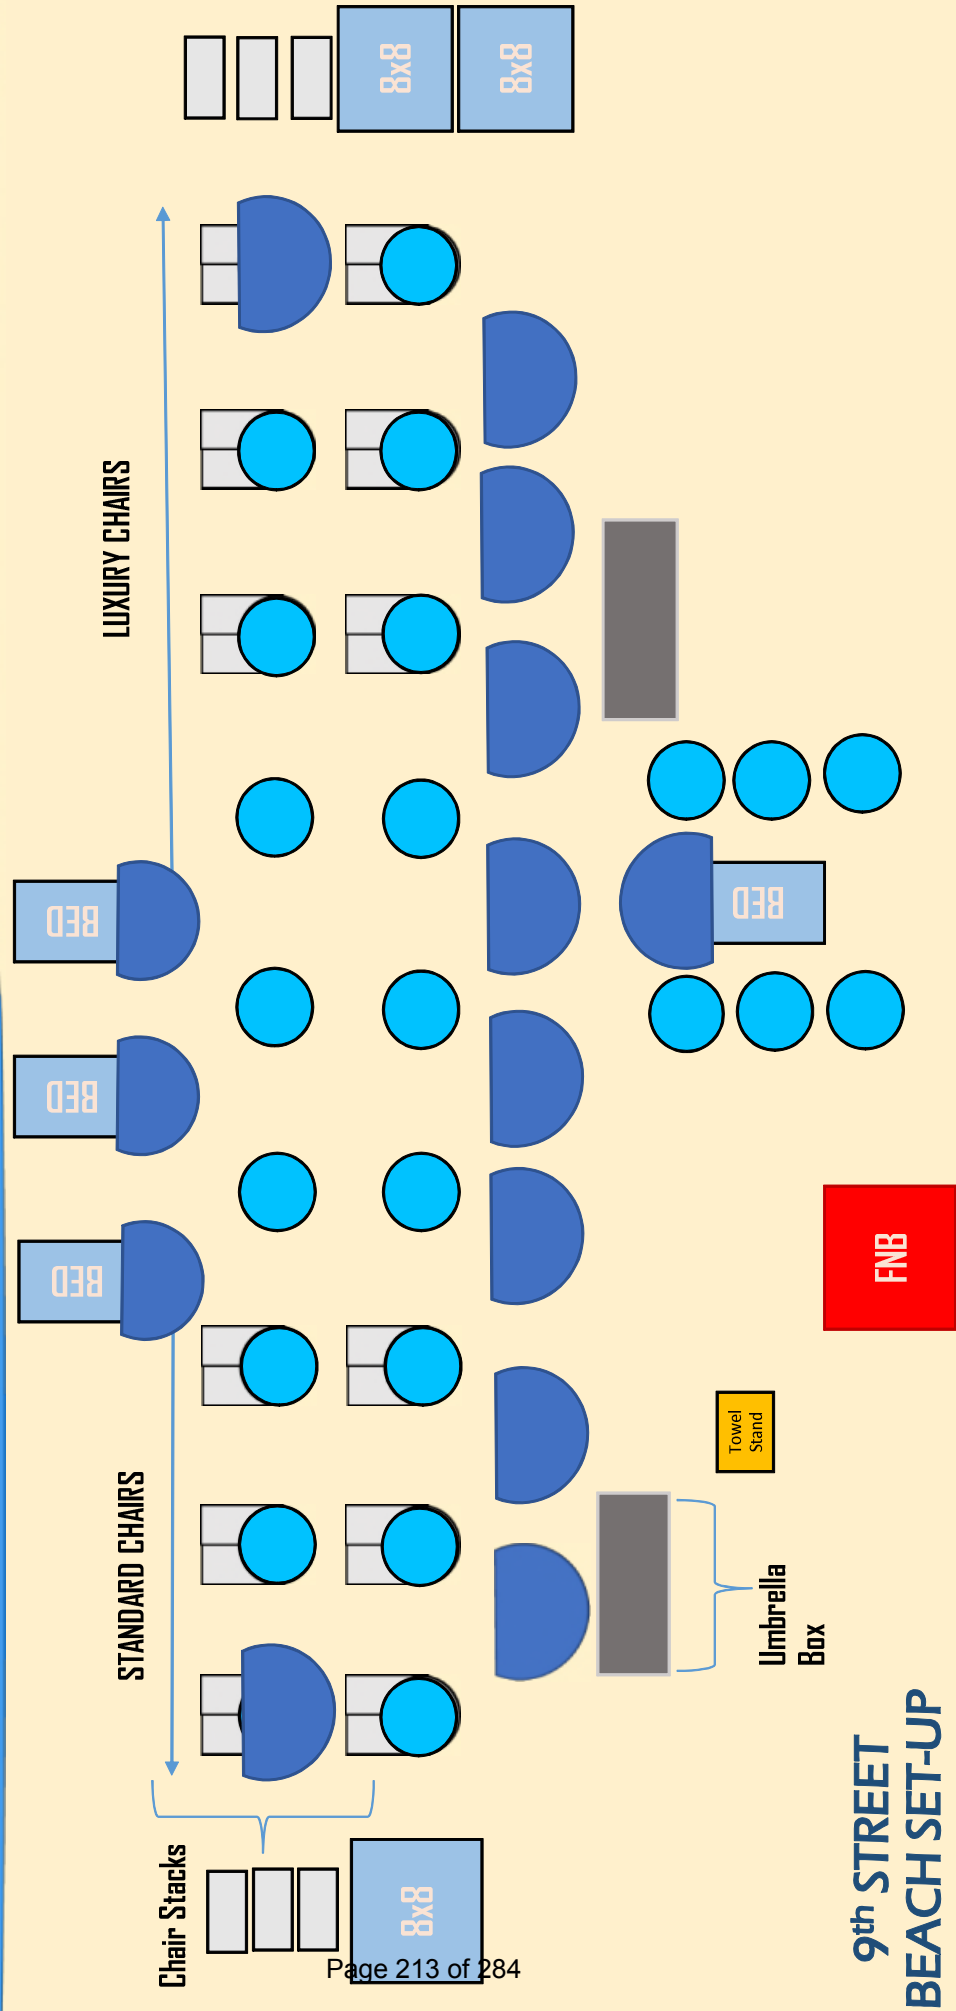 9th STREET
BEACH SET-UP
Chair Stacks
STANDARD CHAIRS
LUXURY CHAIRS
BED
BED
BED
8x8
8x8
8x8
BED
FNB
Towel
Stand
Umbrella
Box
Page 213 of 284